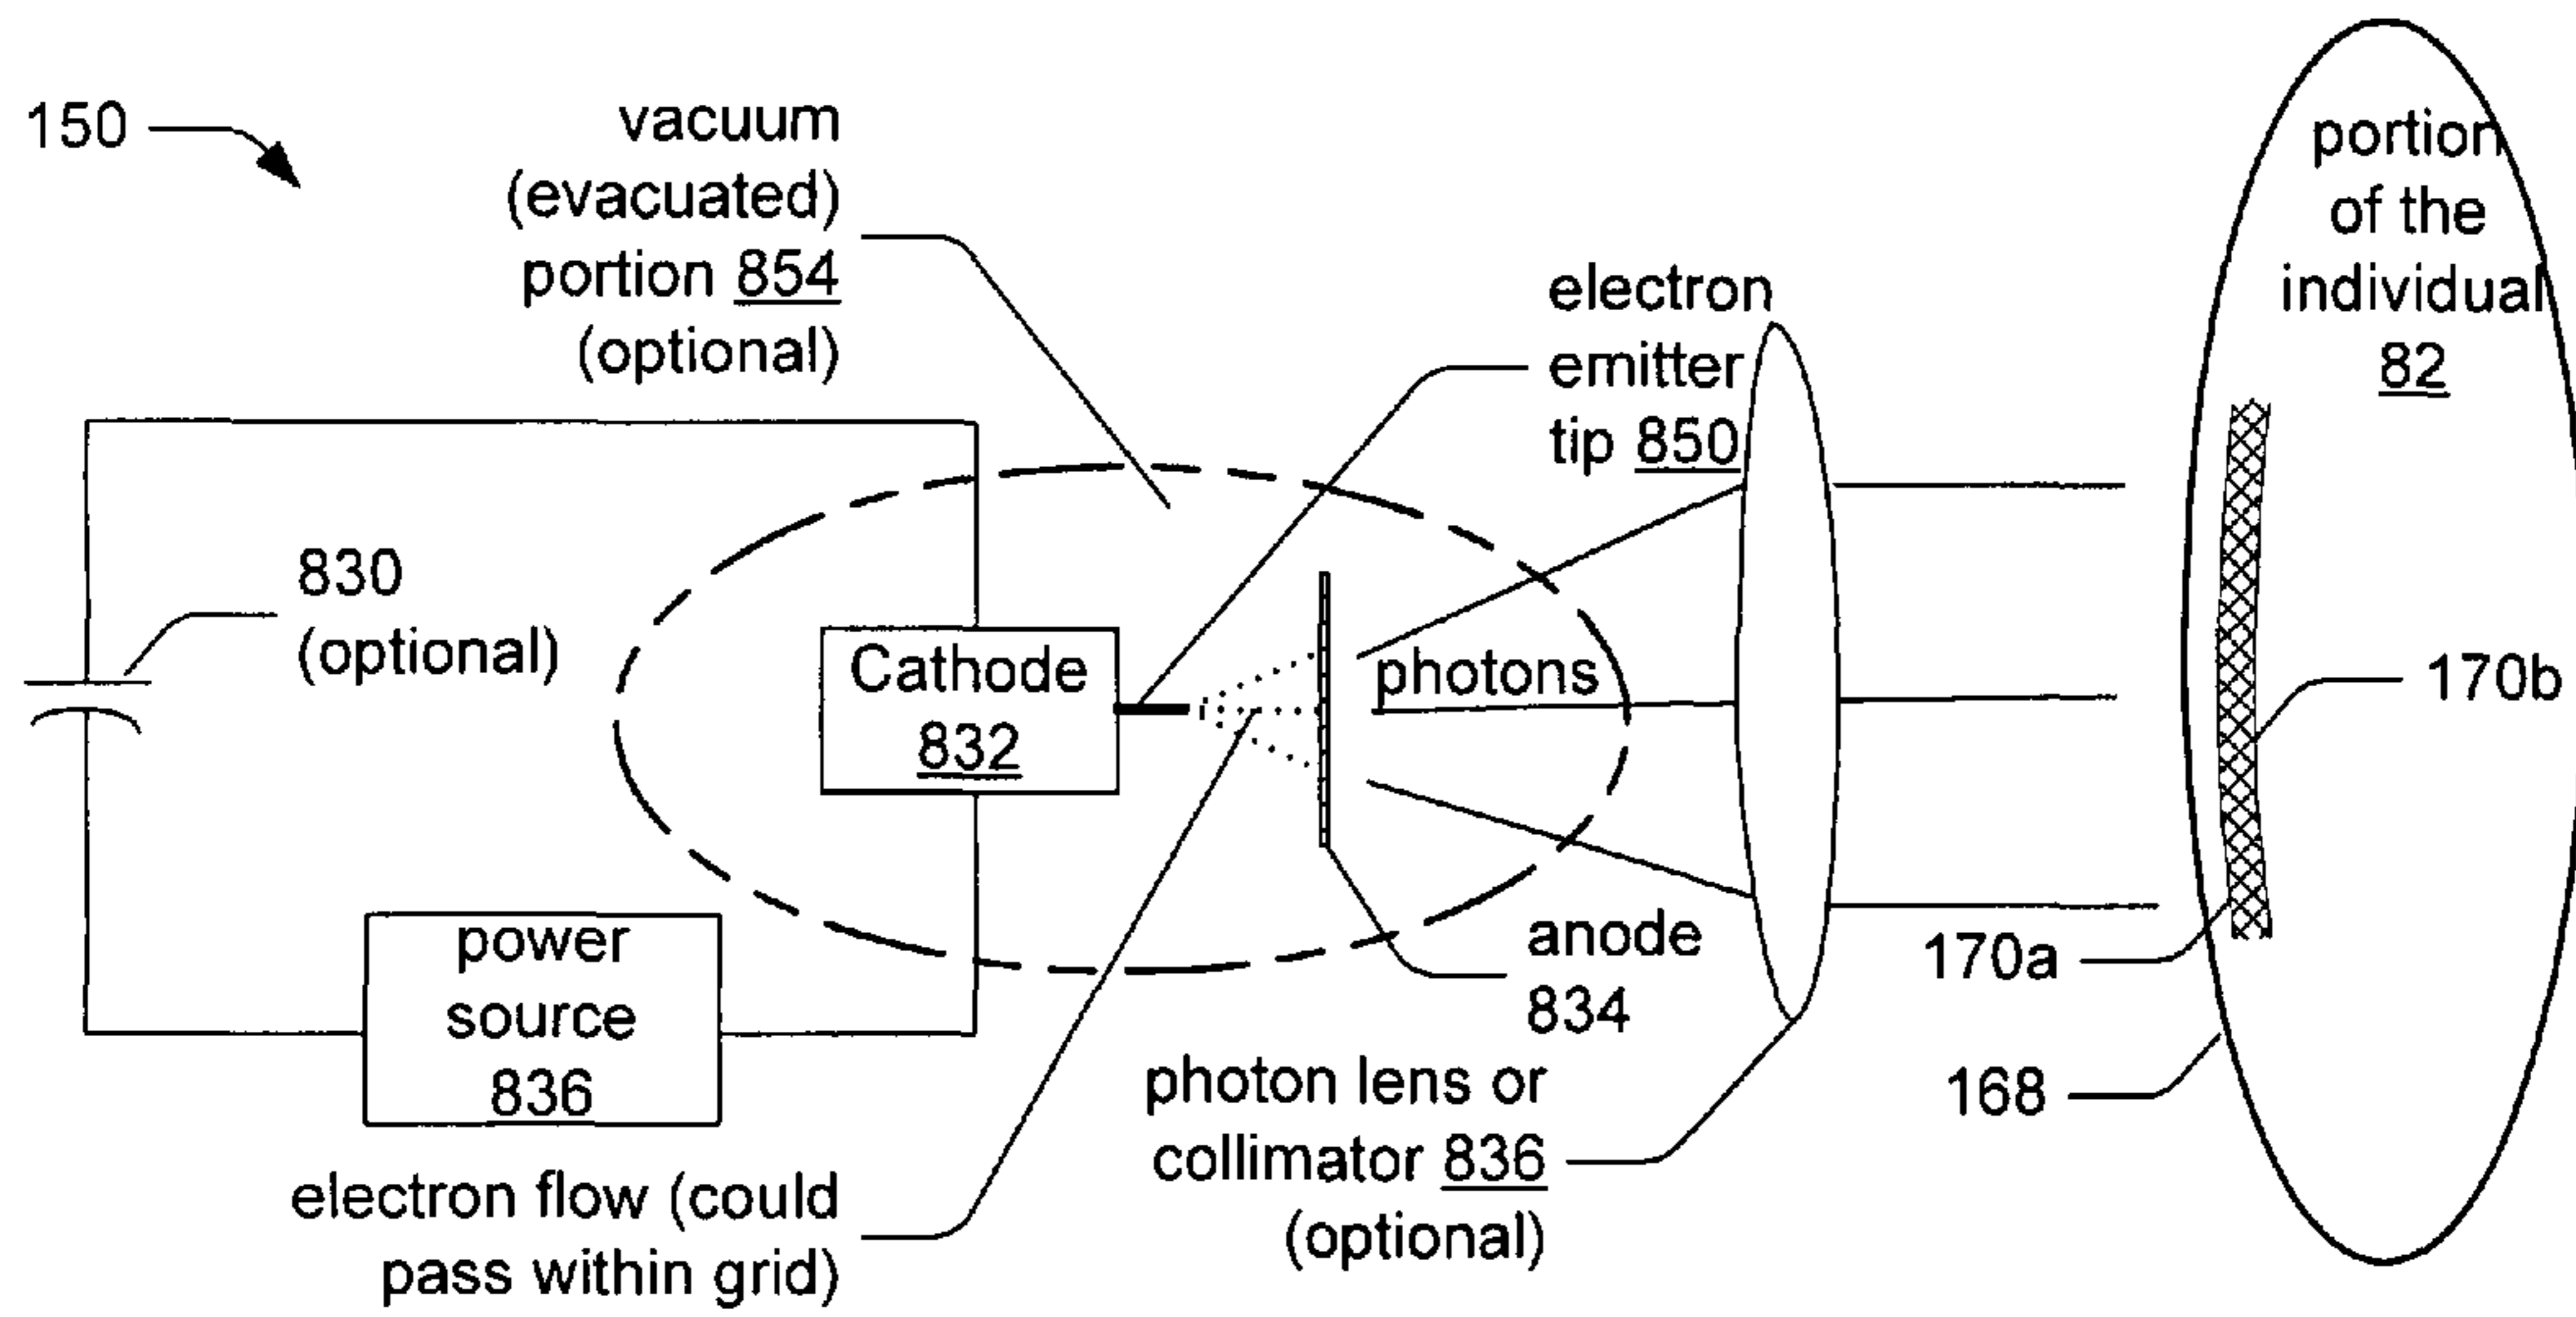 150
vacuum
(evacuated)
portion 854
(optional)
electron
emitter
tip 850
portion
of the
individual
82
830
(optional)
Cathode
832
photons
170b
power
source
836
anode
834
170a
168
photon lens or
collimator 836
(optional)
electron flow (could
pass within grid)